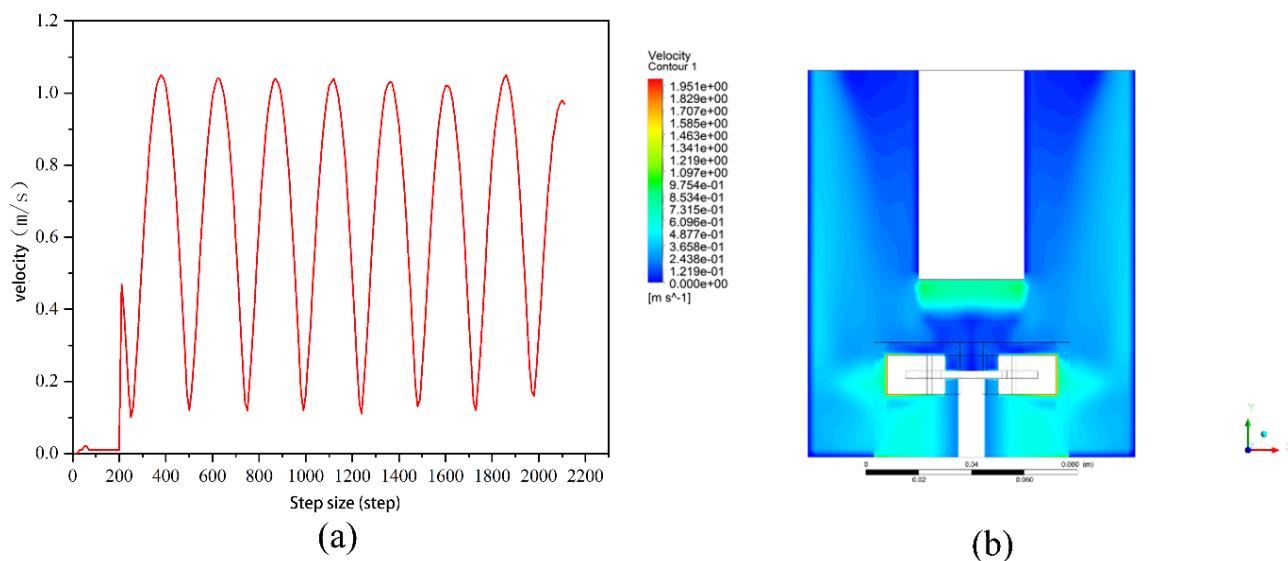 1.2
1.0
0.8
0.6
0.4
0.2
0.0
velocity (m/s)
0 200 400 600 800 1000 1200 1400 1600 1800 2000 2200
Step size (step)
(a)
Velocity
Contour 1
1.951e+00
1.829e+00
1.707e+00
1.585e+00
1.463e+00
1.341e+00
1.219e+00
1.097e+00
9.754e-01
8.534e-01
7.315e-01
6.096e-01
4.877e-01
3.658e-01
2.438e-01
1.219e-01
0.000e+00
[m s^-1]
0 0.04 0.080 (m)
0.02 0.060
Y
(b)